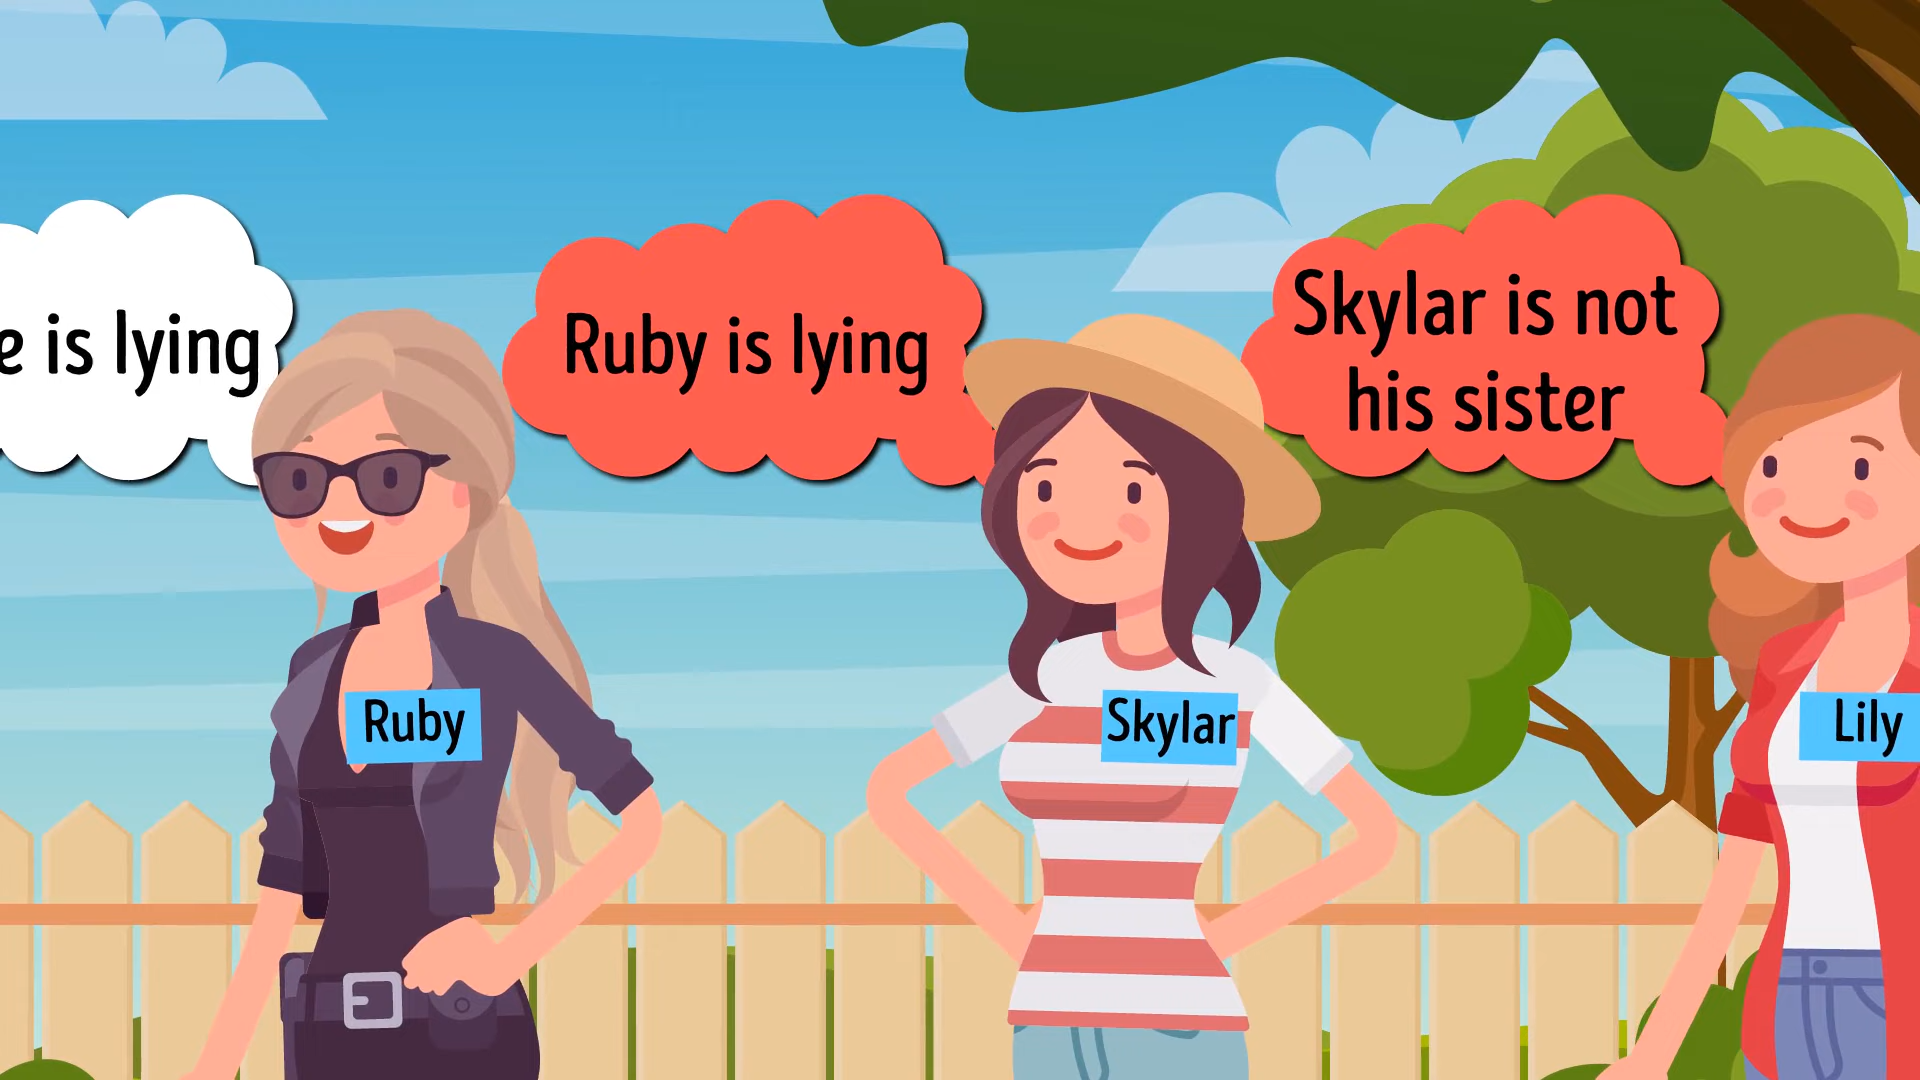 e is lying
Ruby is lying
Skylar is not
his sister
Ruby
Skylar
Lily